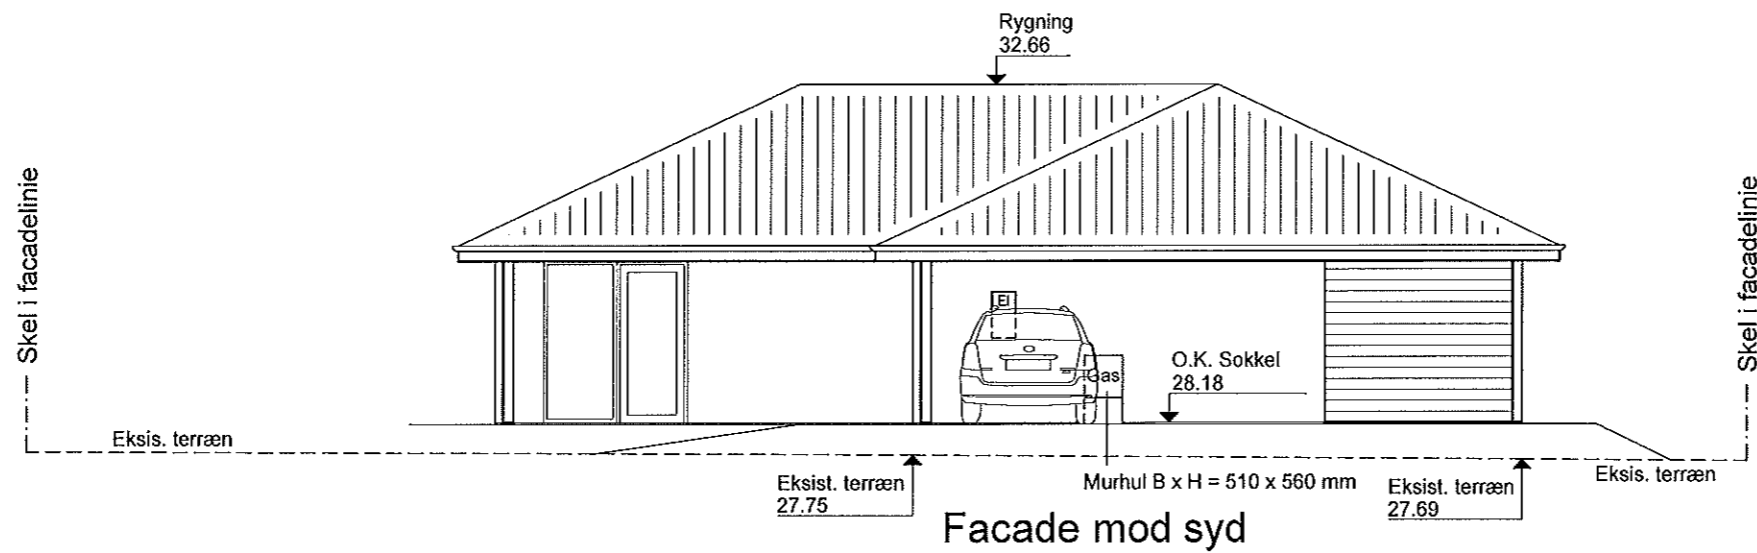 Rygning
32.66
Skel i facadelinie
Skel i facadelinie
El
Gas
O.K. Sokkel
28.18
Eksis. terræn
Eksis. terræn
Eksist. terræn
27.75
Murhul B x H = 510 x 560 mm
Eksist. terræn
27.69
Facade mod syd